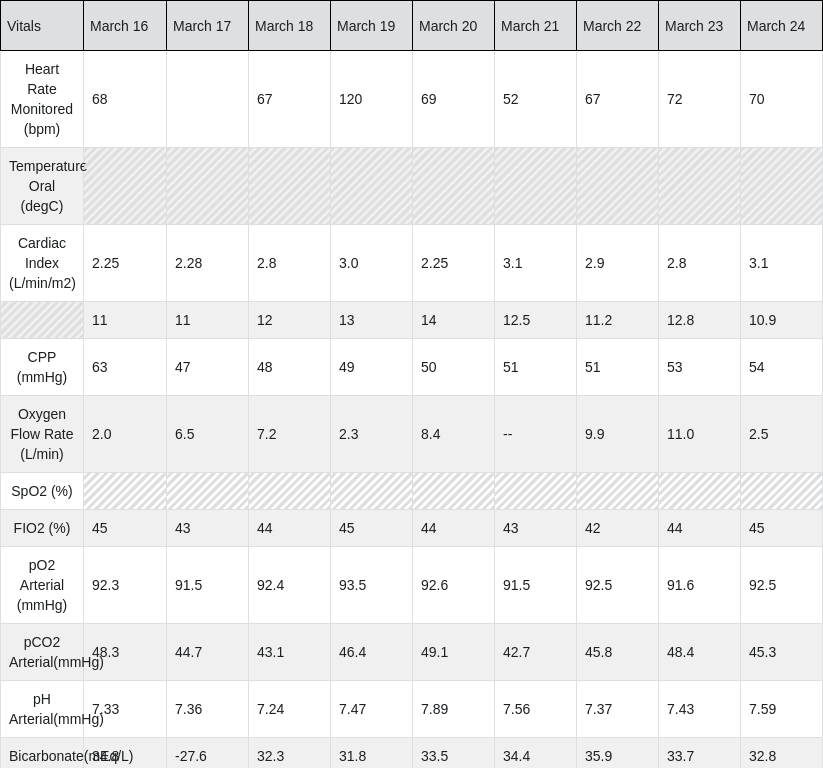 Vitals March 16 March 17 March 18 March 19 March 20 March 21 March 22 March 23 March 24
Heart
Rate
Monitored
(bpm)
68 67 120 69 52 67 72 70
Temperature
Oral
(degC)
Cardiac
Index
(L/min/m2)
2.25 2.28 2.8 3.0 2.25 3.1 2.9 2.8 3.1
11 11 12 13 14 12.5 11.2 12.8 10.9
CPP
(mmHg)
63 47 48 49 50 51 51 53 54
Oxygen
Flow Rate
(L/min)
2.0 6.5 7.2 2.3 8.4 -- 9.9 11.0 2.5
SpO2 (%)
FIO2 (%) 45 43 44 45 44 43 42 44 45
pO2
Arterial
(mmHg)
92.3 91.5 92.4 93.5 92.6 91.5 92.5 91.6 92.5
pCO2
Arterial(mmHg)
48.3 44.7 43.1 46.4 49.1 42.7 45.8 48.4 45.3
pH
Arterial(mmHg)
7.33 7.36 7.24 7.47 7.89 7.56 7.37 7.43 7.59
Bicarbonate(mEq/L) -27.6 32.3 31.8 33.5 34.4 35.9 33.7 32.8